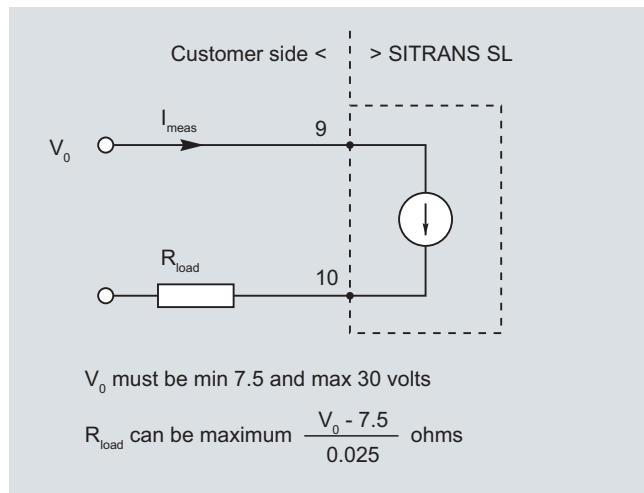 Customer side < > SITRANS SL
I_meas
9
V_0
R_load
10
V_0 must be min 7.5 and max 30 volts
R_load can be maximum (V_0 - 7.5) / 0.025 ohms